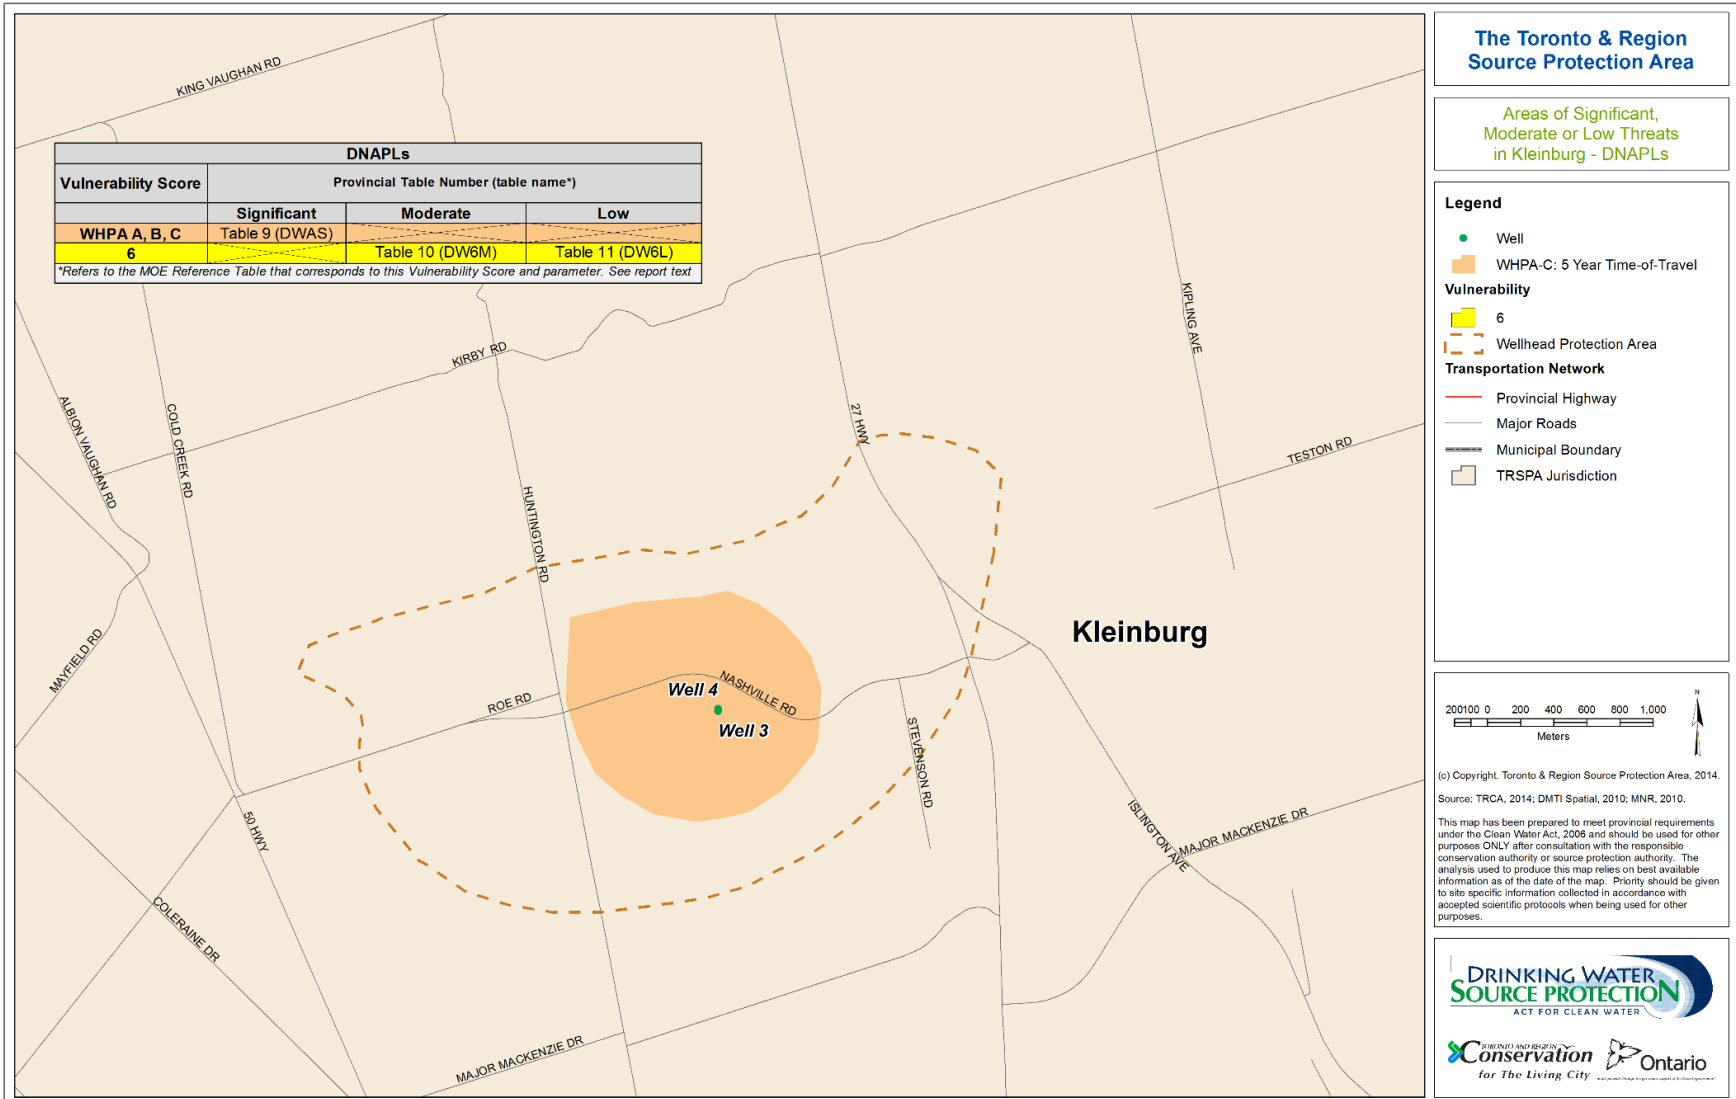 KING VAUGHAN RD
DNAPLs
Vulnerability Score
Provincial Table Number (table name*)
Significant Moderate Low
WHPA A, B, C Table 9 (DWAS)
6 Table 10 (DW6M) Table 11 (DW6L)
*Refers to the MOE Reference Table that corresponds to this Vulnerability Score and parameter. See report text
KIPLING AVE
KIRBY RD
ALBION VAUGHAN RD
COLD CREEK RD
27 HWY
TESTON RD
HUNTINGTON RD
Kleinburg
MAYFIELD RD
ROE RD
Well 4
NASHVILLE RD
Well 3
STEVENSON RD
50 HWY
ISLINGTON AVE
MAJOR MACKENZIE DR
COLERAINE DR
MAJOR MACKENZIE DR
The Toronto & Region
Source Protection Area
Areas of Significant,
Moderate or Low Threats
in Kleinburg - DNAPLs
Legend
Well
WHPA-C: 5 Year Time-of-Travel
Vulnerability
6
Wellhead Protection Area
Transportation Network
Provincial Highway
Major Roads
Municipal Boundary
TRSPA Jurisdiction
N
200100 0 200 400 600 800 1,000
Meters
(c) Copyright. Toronto & Region Source Protection Area, 2014.
Source: TRCA, 2014; DMTI Spatial, 2010; MNR, 2010.
This map has been prepared to meet provincial requirements
under the Clean Water Act, 2006 and should be used for other
purposes ONLY after consultation with the responsible
conservation authority or source protection authority. The
analysis used to produce this map relies on best available
information as of the date of the map. Priority should be given
to site specific information collected in accordance with
accepted scientific protocols when being used for other
purposes.
DRINKING WATER
SOURCE PROTECTION
ACT FOR CLEAN WATER
TORONTO AND REGION
Conservation
for The Living City
Ontario